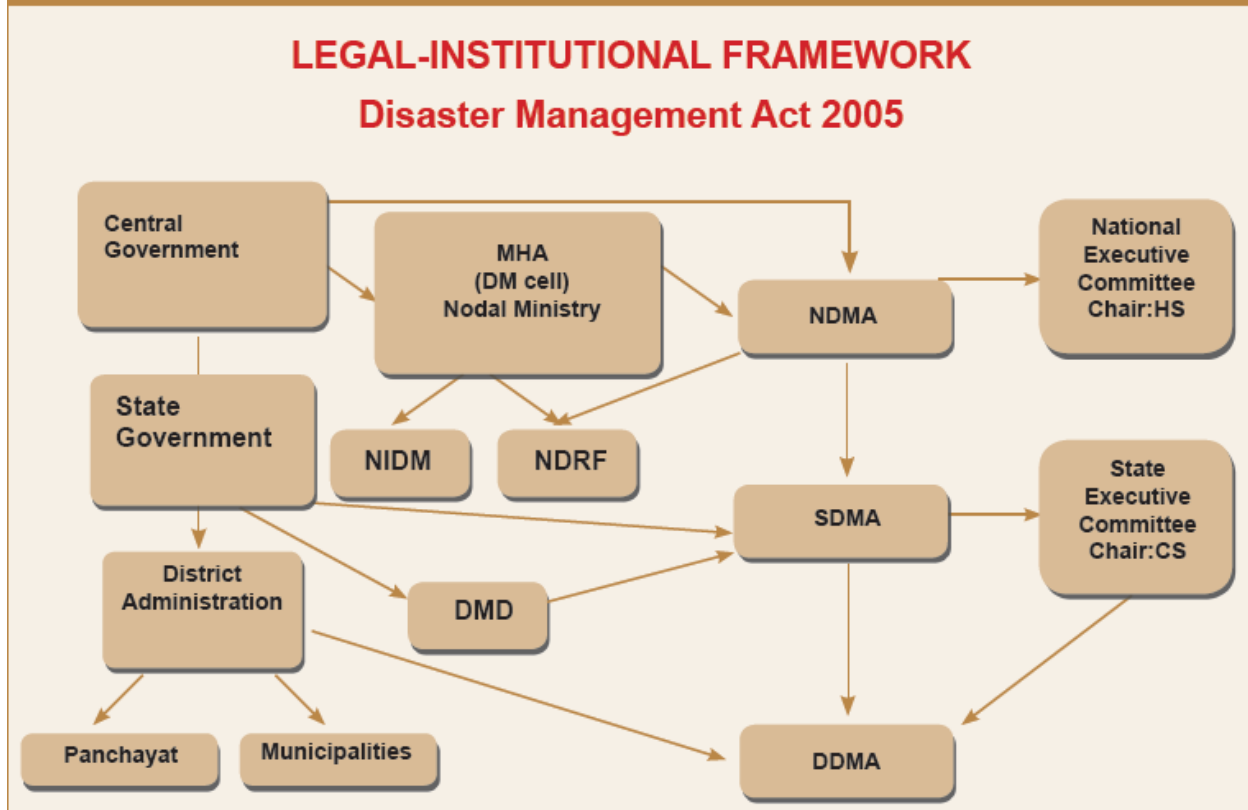 LEGAL-INSTITUTIONAL FRAMEWORK
Disaster Management Act 2005
Central
Government
MHA
(DM cell)
Nodal Ministry
NDMA
National
Executive
Committee
Chair:HS
State
Government
NIDM
NDRF
SDMA
State
Executive
Committee
Chair:CS
District
Administration
DMD
Panchayat
Municipalities
DDMA